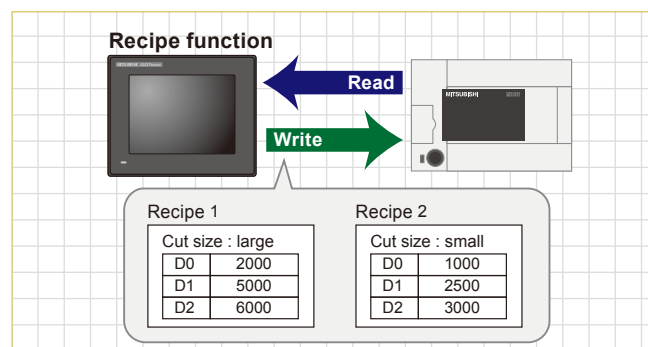 Recipe function
Read
MITSUBISHI
Write
Recipe 1
Cut size : large
D0 2000
D1 5000
D2 6000
Recipe 2
Cut size : small
D0 1000
D1 2500
D2 3000